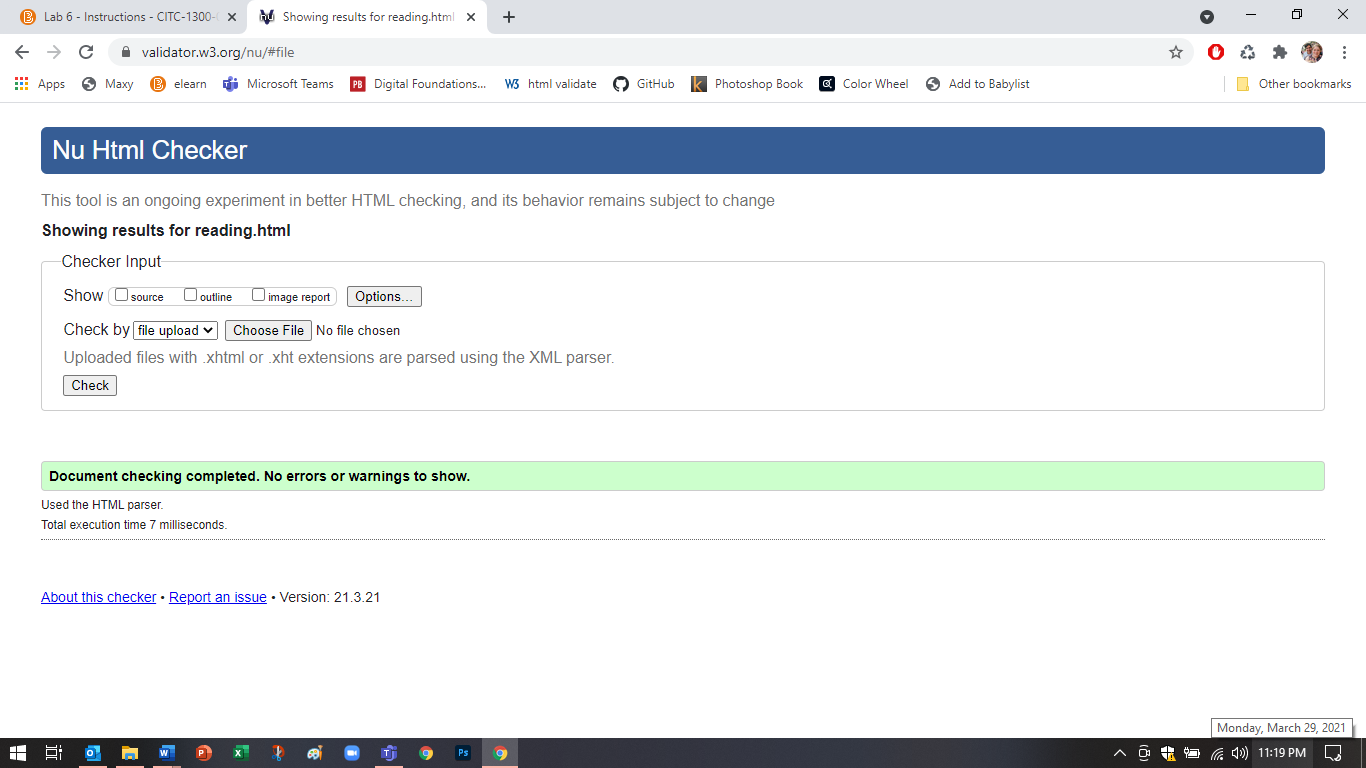 Lab 6 - Instructions - CITC-1300-
Showing results for reading.html
validator.w3.org/nu/#file
Apps
Maxy
elearn
Microsoft Teams
PB
Digital Foundations...
W3
html validate
GitHub
Photoshop Book
Color Wheel
Add to Babylist
Other bookmarks
Nu Html Checker
This tool is an ongoing experiment in better HTML checking, and its behavior remains subject to change
Showing results for reading.html
Checker Input
Show source outline image report Options...
Check by file upload Choose File No file chosen
Uploaded files with .xhtml or .xht extensions are parsed using the XML parser.
Check
Document checking completed. No errors or warnings to show.
Used the HTML parser.
Total execution time 7 milliseconds.
About this checker • Report an issue • Version: 21.3.21
Monday, March 29, 2021
Ps
11:19 PM